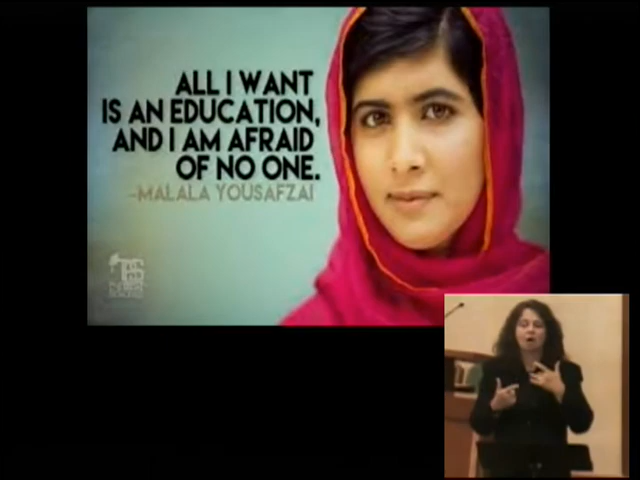 ALL I WANT
IS AN EDUCATION,
AND I AM AFRAID
OF NO ONE.
-MALALA YOUSAFZAI